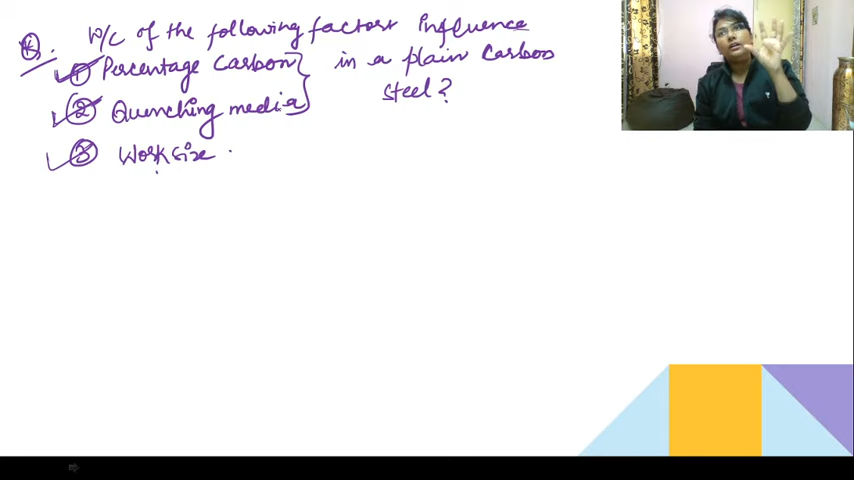 *. W/C of the following factors influence
① Percentage Carbon } in a plain Carbon
② Quenching media steel?
③ Work size.